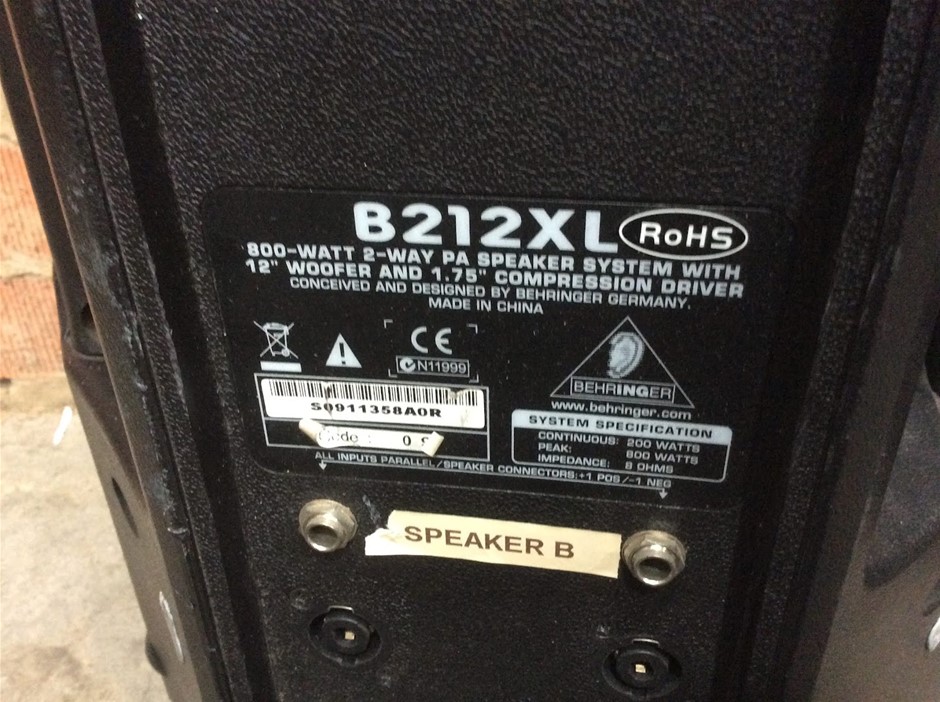 B212XL RoHS
800-WATT 2-WAY PA SPEAKER SYSTEM WITH
12" WOOFER AND 1.75" COMPRESSION DRIVER
CONCEIVED AND DESIGNED BY BEHRINGER GERMANY.
MADE IN CHINA
CE
N11999
BEHRINGER
www.behringer.com
S0911358A0R
SYSTEM SPECIFICATION
CONTINUOUS: 200 WATTS
PEAK: 800 WATTS
IMPEDANCE: 8 OHMS
ALL INPUTS PARALLEL/SPEAKER CONNECTORS:+1 POS/-1 NEG
SPEAKER B